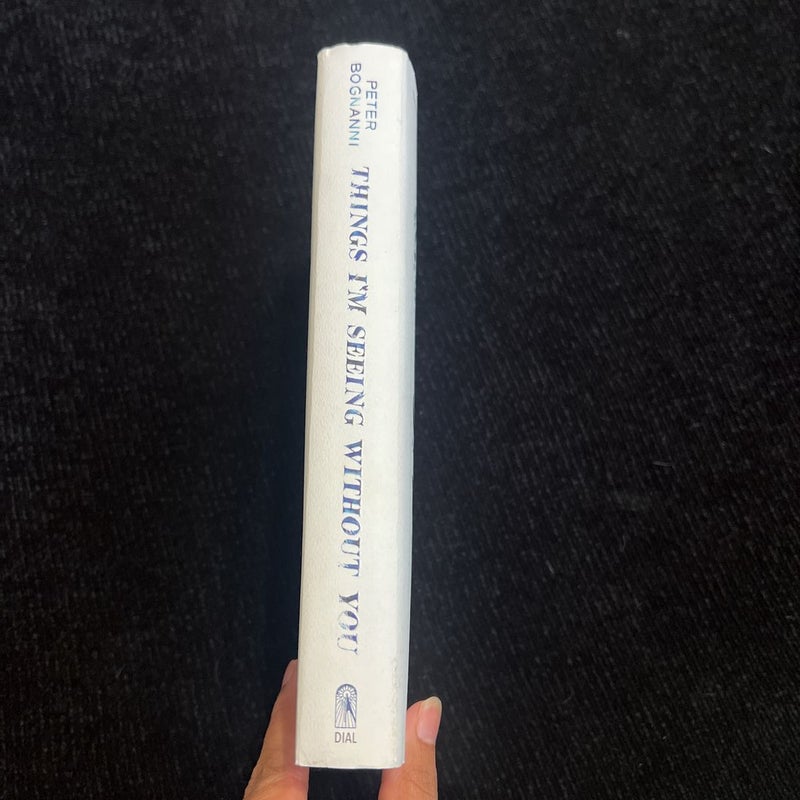 PETER
BOGNANNI
THINGS I'M SEEING WITHOUT YOU
DIAL